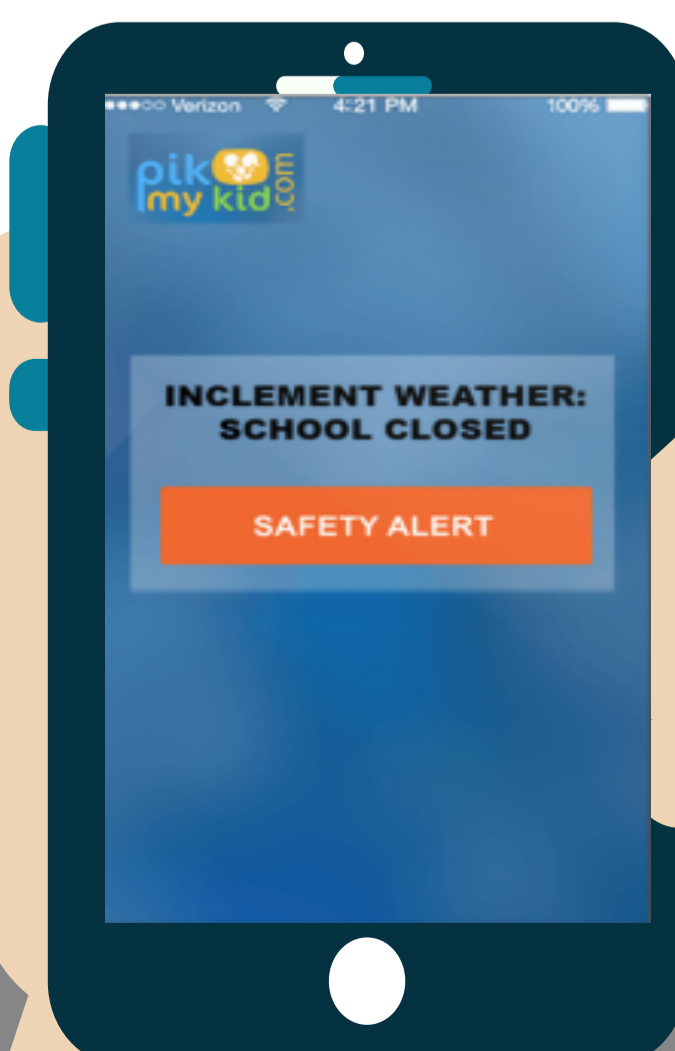 Verizon 4:21 PM 100%
pik
my kid
.com
INCLEMENT WEATHER:
SCHOOL CLOSED
SAFETY ALERT